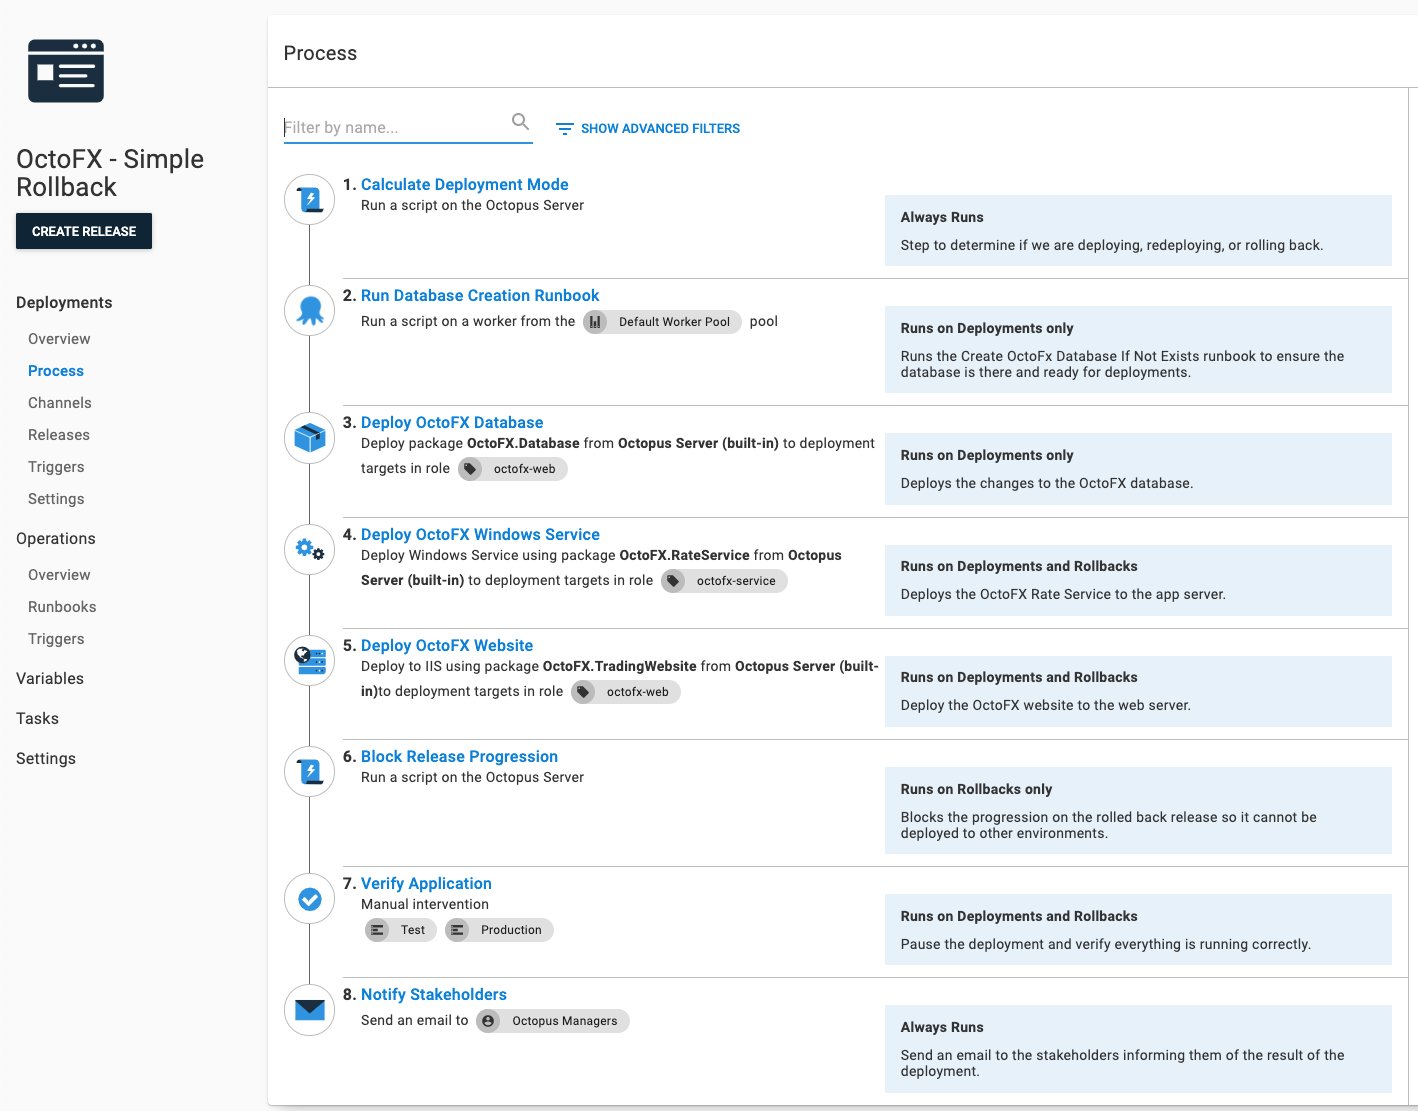 OctoFX - Simple
Rollback
CREATE RELEASE
Deployments
Overview
Process
Channels
Releases
Triggers
Settings
Operations
Overview
Runbooks
Triggers
Variables
Tasks
Settings
Process
Filter by name...
SHOW ADVANCED FILTERS
1. Calculate Deployment Mode
Run a script on the Octopus Server
Always Runs
Step to determine if we are deploying, redeploying, or rolling back.
2. Run Database Creation Runbook
Run a script on a worker from the Default Worker Pool pool
Runs on Deployments only
Runs the Create OctoFx Database If Not Exists runbook to ensure the
database is there and ready for deployments.
3. Deploy OctoFX Database
Deploy package OctoFX.Database from Octopus Server (built-in) to deployment
targets in role octofx-web
Runs on Deployments only
Deploys the changes to the OctoFX database.
4. Deploy OctoFX Windows Service
Deploy Windows Service using package OctoFX.RateService from Octopus
Server (built-in) to deployment targets in role octofx-service
Runs on Deployments and Rollbacks
Deploys the OctoFX Rate Service to the app server.
5. Deploy OctoFX Website
Deploy to IIS using package OctoFX.TradingWebsite from Octopus Server (built-
in)to deployment targets in role octofx-web
Runs on Deployments and Rollbacks
Deploy the OctoFX website to the web server.
6. Block Release Progression
Run a script on the Octopus Server
Runs on Rollbacks only
Blocks the progression on the rolled back release so it cannot be
deployed to other environments.
7. Verify Application
Manual intervention
Test Production
Runs on Deployments and Rollbacks
Pause the deployment and verify everything is running correctly.
8. Notify Stakeholders
Send an email to Octopus Managers
Always Runs
Send an email to the stakeholders informing them of the result of the
deployment.